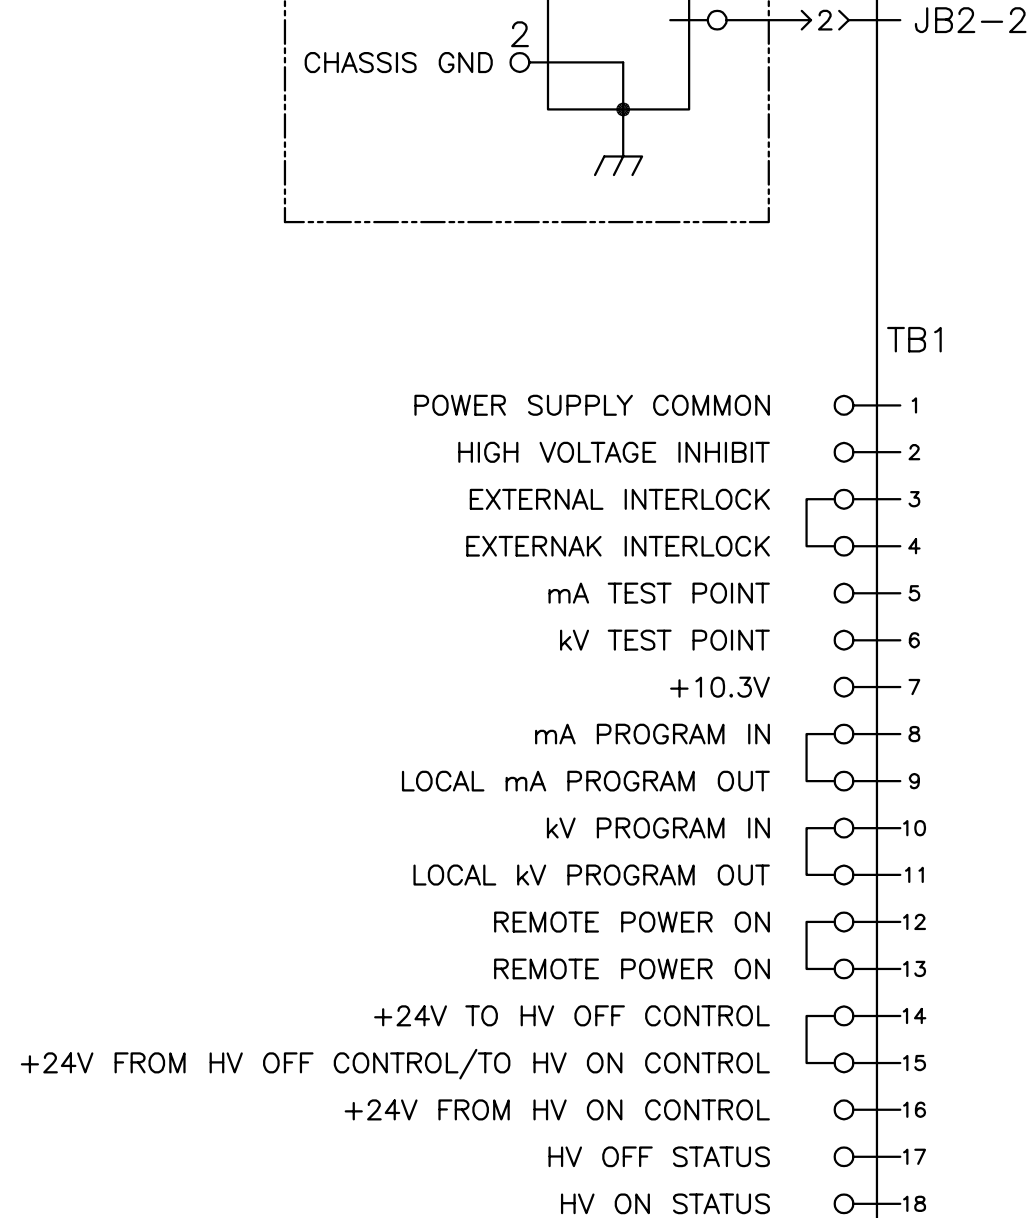 2 JB2-2
2
CHASSIS GND
TB1
POWER SUPPLY COMMON 1
HIGH VOLTAGE INHIBIT 2
EXTERNAL INTERLOCK 3
EXTERNAK INTERLOCK 4
mA TEST POINT 5
kV TEST POINT 6
+10.3V 7
mA PROGRAM IN 8
LOCAL mA PROGRAM OUT 9
kV PROGRAM IN 10
LOCAL kV PROGRAM OUT 11
REMOTE POWER ON 12
REMOTE POWER ON 13
+24V TO HV OFF CONTROL 14
+24V FROM HV OFF CONTROL/TO HV ON CONTROL 15
+24V FROM HV ON CONTROL 16
HV OFF STATUS 17
HV ON STATUS 18